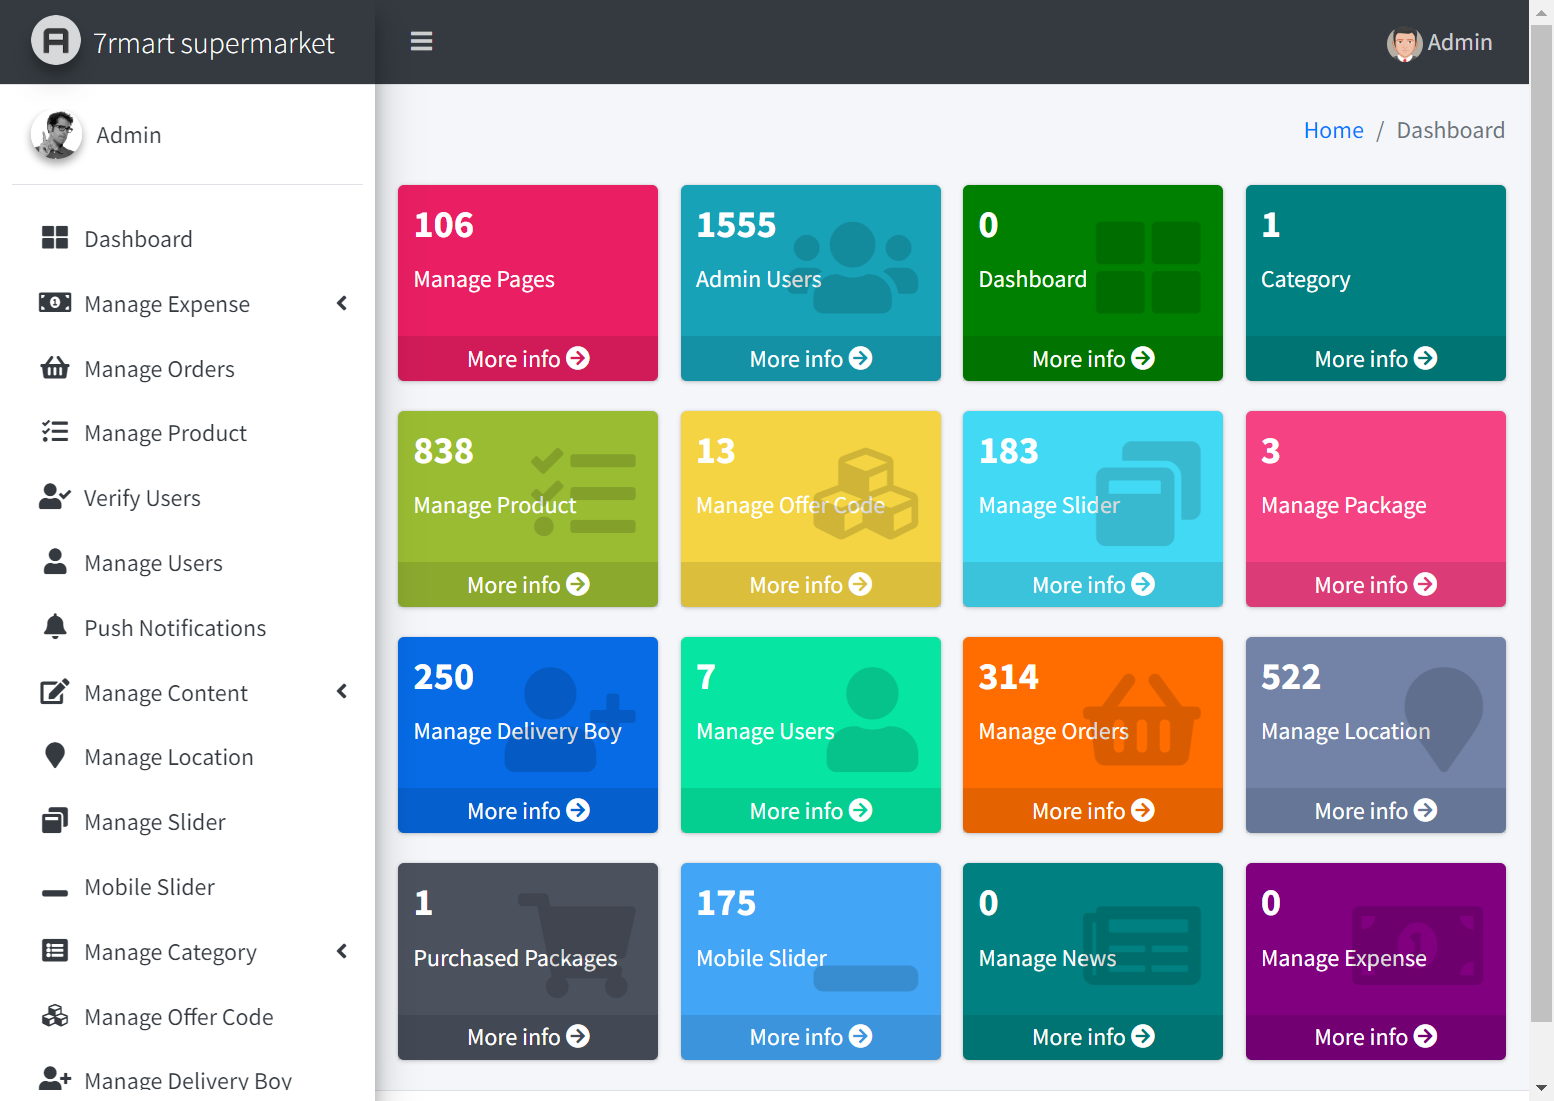 7rmart supermarket
Admin
Admin
Home / Dashboard
Dashboard
Manage Expense
Manage Orders
Manage Product
Verify Users
Manage Users
Push Notifications
Manage Content
Manage Location
Manage Slider
Mobile Slider
Manage Category
Manage Offer Code
Manage Delivery Boy
106
Manage Pages
More info
1555
Admin Users
More info
0
Dashboard
More info
1
Category
More info
838
Manage Product
More info
13
Manage Offer Code
More info
183
Manage Slider
More info
3
Manage Package
More info
250
Manage Delivery Boy
More info
7
Manage Users
More info
314
Manage Orders
More info
522
Manage Location
More info
1
Purchased Packages
More info
175
Mobile Slider
More info
0
Manage News
More info
0
Manage Expense
More info